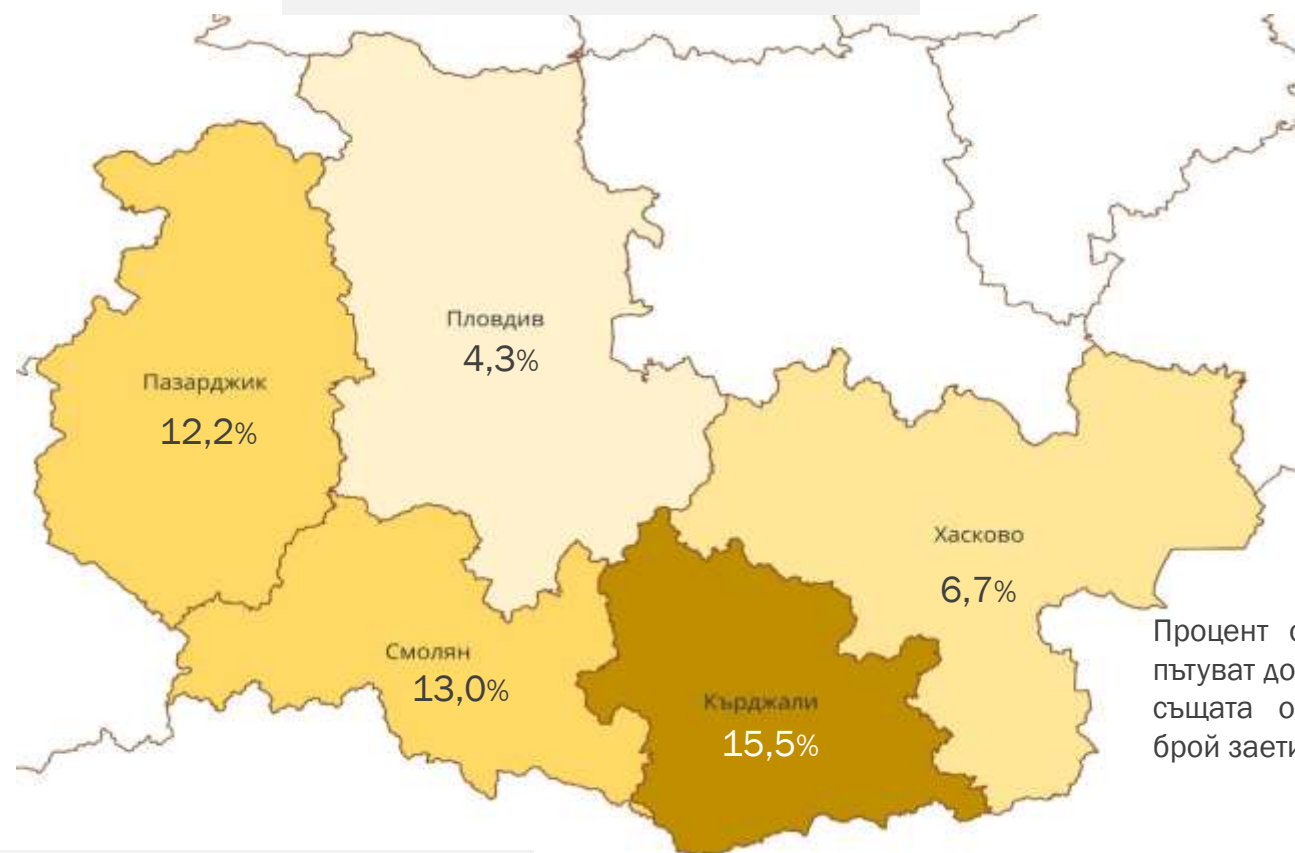 Пловдив
4,3%
Пазарджик
12,2%
Хасково
6,7%
Смолян
13,0%
Кърджали
15,5%
Процент
пътуват до
същата
брой заети